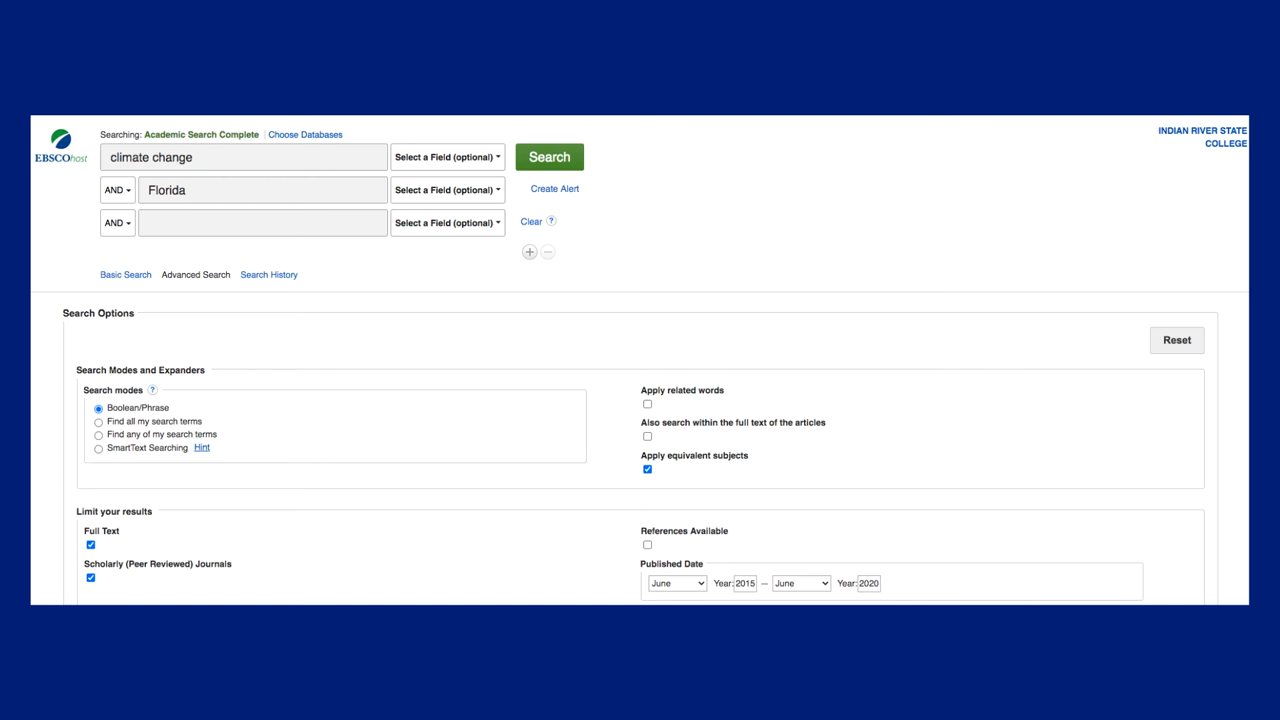 Searching: Academic Search Complete | Choose Databases
INDIAN RIVER STATE
COLLEGE
EBSCOhost
climate change Select a Field (optional) Search
AND Florida Select a Field (optional) Create Alert
AND Select a Field (optional) Clear ?
Basic Search Advanced Search Search History
Search Options
Reset
Search Modes and Expanders
Search modes ?
Boolean/Phrase
Find all my search terms
Find any of my search terms
SmartText Searching Hint
Apply related words
Also search within the full text of the articles
Apply equivalent subjects
Limit your results
Full Text
Scholarly (Peer Reviewed) Journals
References Available
Published Date
June Year: 2015 — June Year: 2020